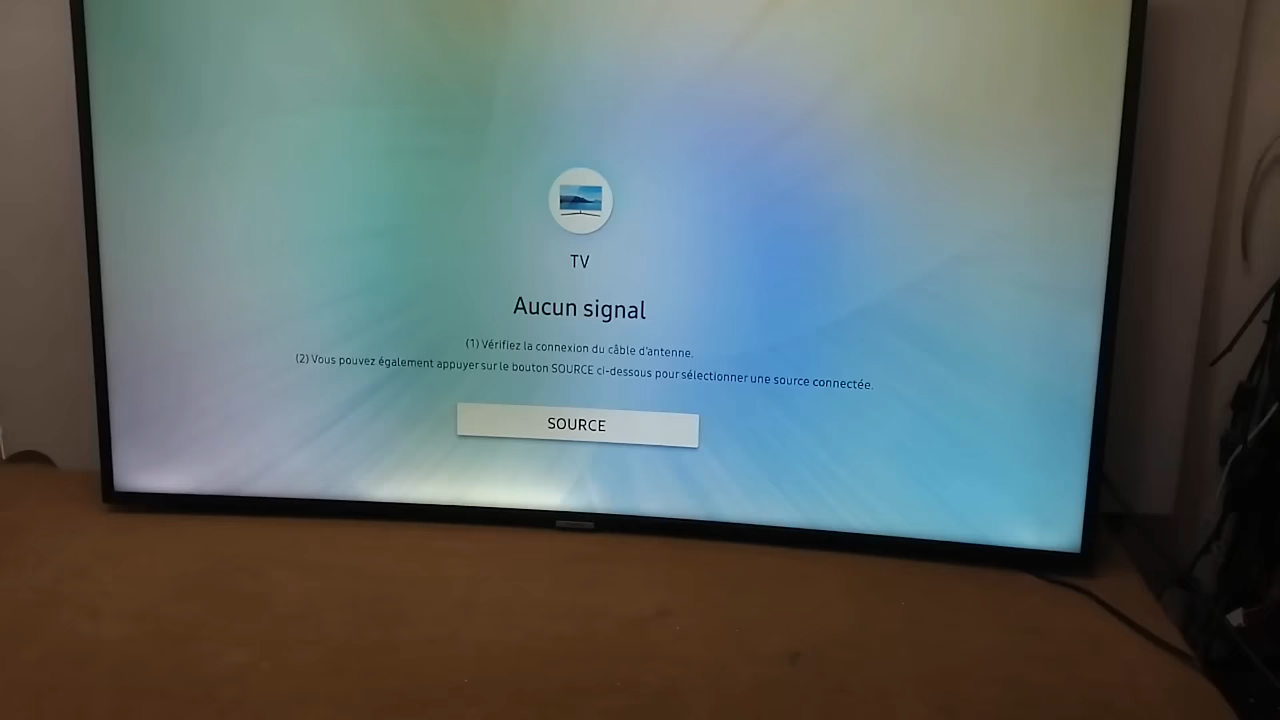 TV
Aucun signal
(1) Vérifiez la connexion du câble d'antenne.
(2) Vous pouvez également appuyer sur le bouton SOURCE ci-dessous pour sélectionner une source connectée.
SOURCE